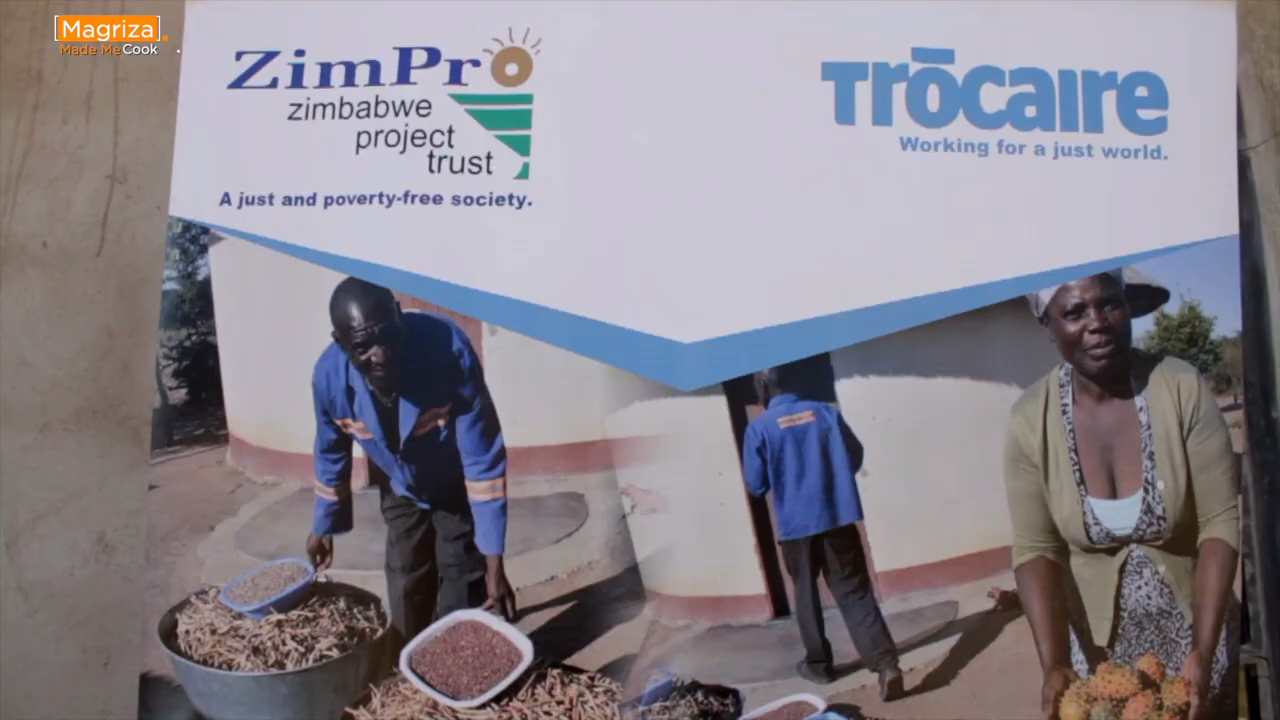 Magriza
Made Me Cook
ZimPro
zimbabwe
project
trust
A just and poverty-free society.
Trōcaire
Working for a just world.